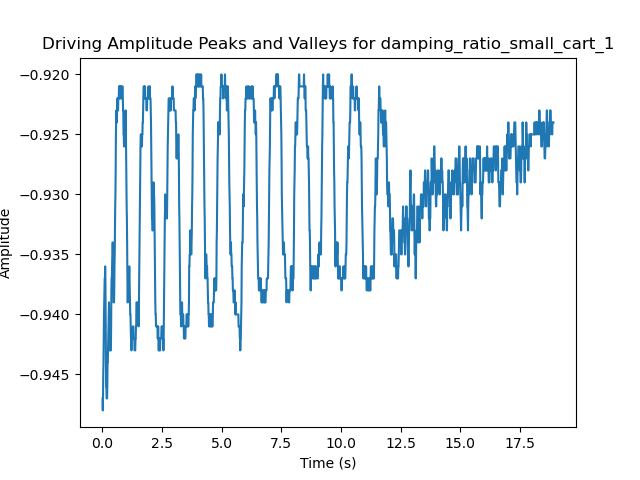 Driving Amplitude Peaks and Valleys for damping_ratio_small_cart_1
−0.920
−0.925
−0.930
−0.935
−0.940
−0.945
Amplitude
0.0 2.5 5.0 7.5 10.0 12.5 15.0 17.5
Time (s)